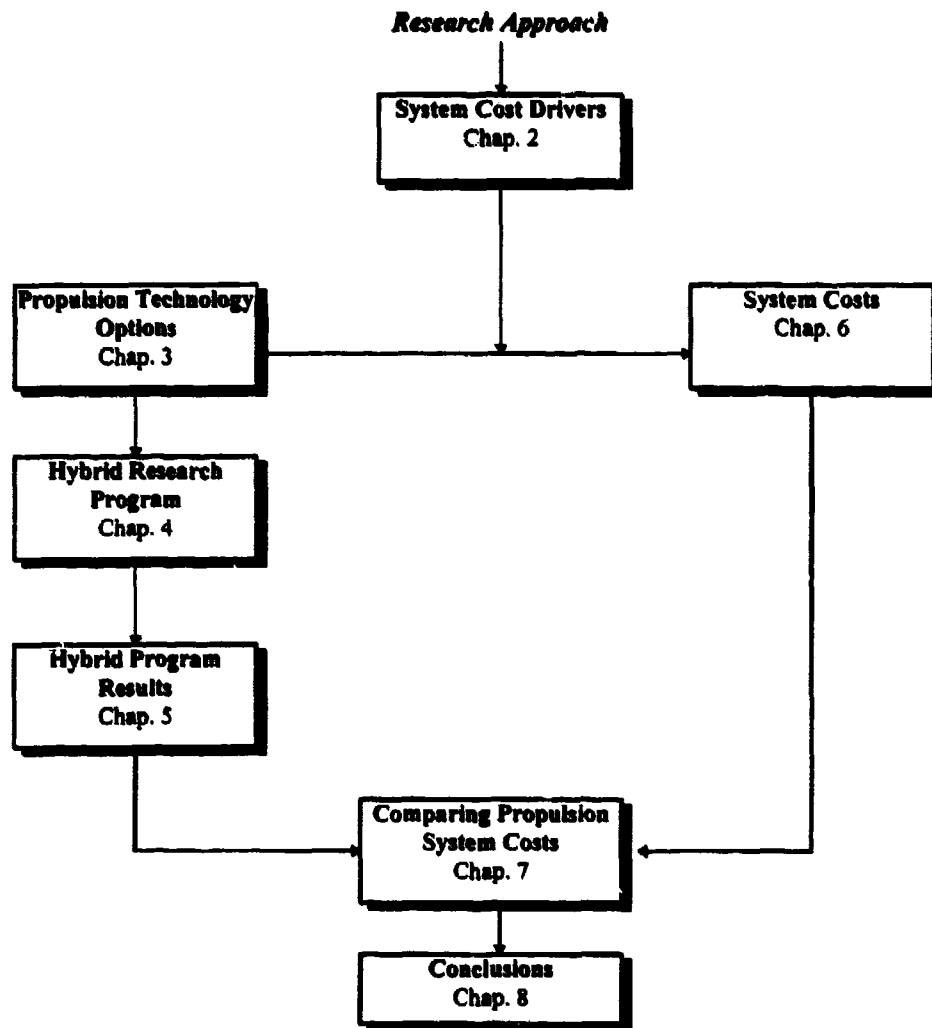 Research Approach
System Cost Drivers
Chap. 2
Propulsion Technology
Options
Chap. 3
System Costs
Chap. 6
Hybrid Research
Program
Chap. 4
Hybrid Program
Results
Chap. 5
Comparing Propulsion
System Costs
Chap. 7
Conclusions
Chap. 8